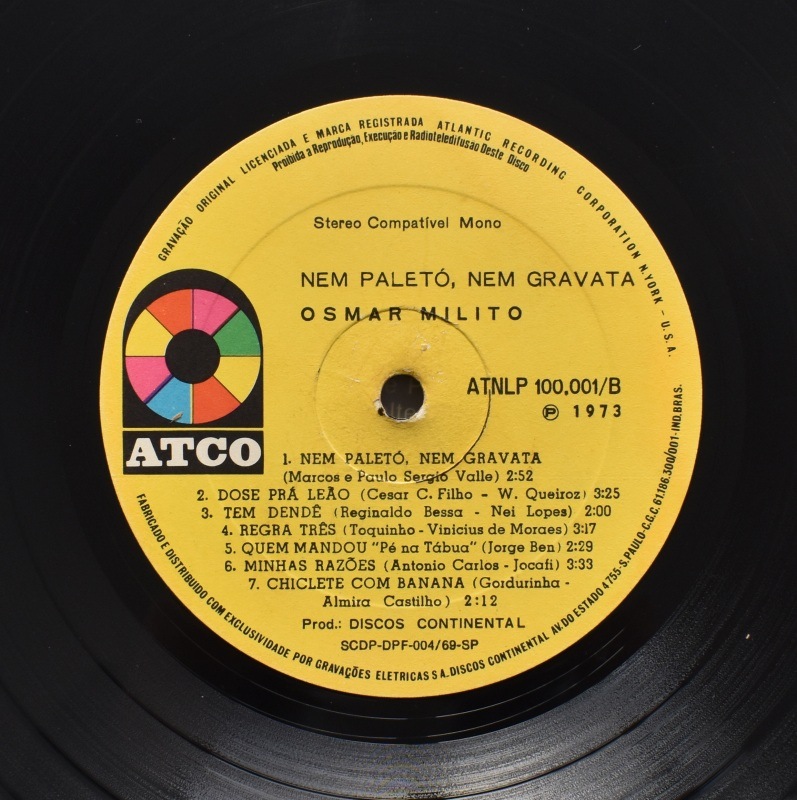 GRAVAÇÃO ORIGINAL LICENCIADA E MARCA REGISTRADA ATLANTIC RECORDING CORPORATION N.YORK - U.S.A.
Proibida a Reprodução, Execução e Radioteledifusão Deste Disco
Stereo Compatível Mono
NEM PALETÓ, NEM GRAVATA
OSMAR MILITO
ATNLP 100.001/B
Ⓟ 1973
ATCO
1. NEM PALETÓ, NEM GRAVATA
(Marcos e Paulo Sergio Valle) 2:52
2. DOSE PRÁ LEÃO (Cesar C. Filho - W. Queiroz) 3:25
3. TEM DENDÊ (Reginaldo Bessa - Nei Lopes) 2:00
4. REGRA TRÊS (Toquinho - Vinicius de Moraes) 3:17
5. QUEM MANDOU "Pé na Tábua" (Jorge Ben) 2:29
6. MINHAS RAZÕES (Antonio Carlos - Jocafi) 3:33
7. CHICLETE COM BANANA (Gordurinha -
Almira Castilho) 2:12
Prod.: DISCOS CONTINENTAL
SCDP-DPF-004/69-SP
FABRICADO E DISTRIBUIDO COM EXCLUSIVIDADE POR GRAVAÇÕES ELETRICAS S A. DISCOS CONTINENTAL AV. DO ESTADO 4755 - S. PAULO - C.G.C. 61.186.300/001 - IND. BRAS.